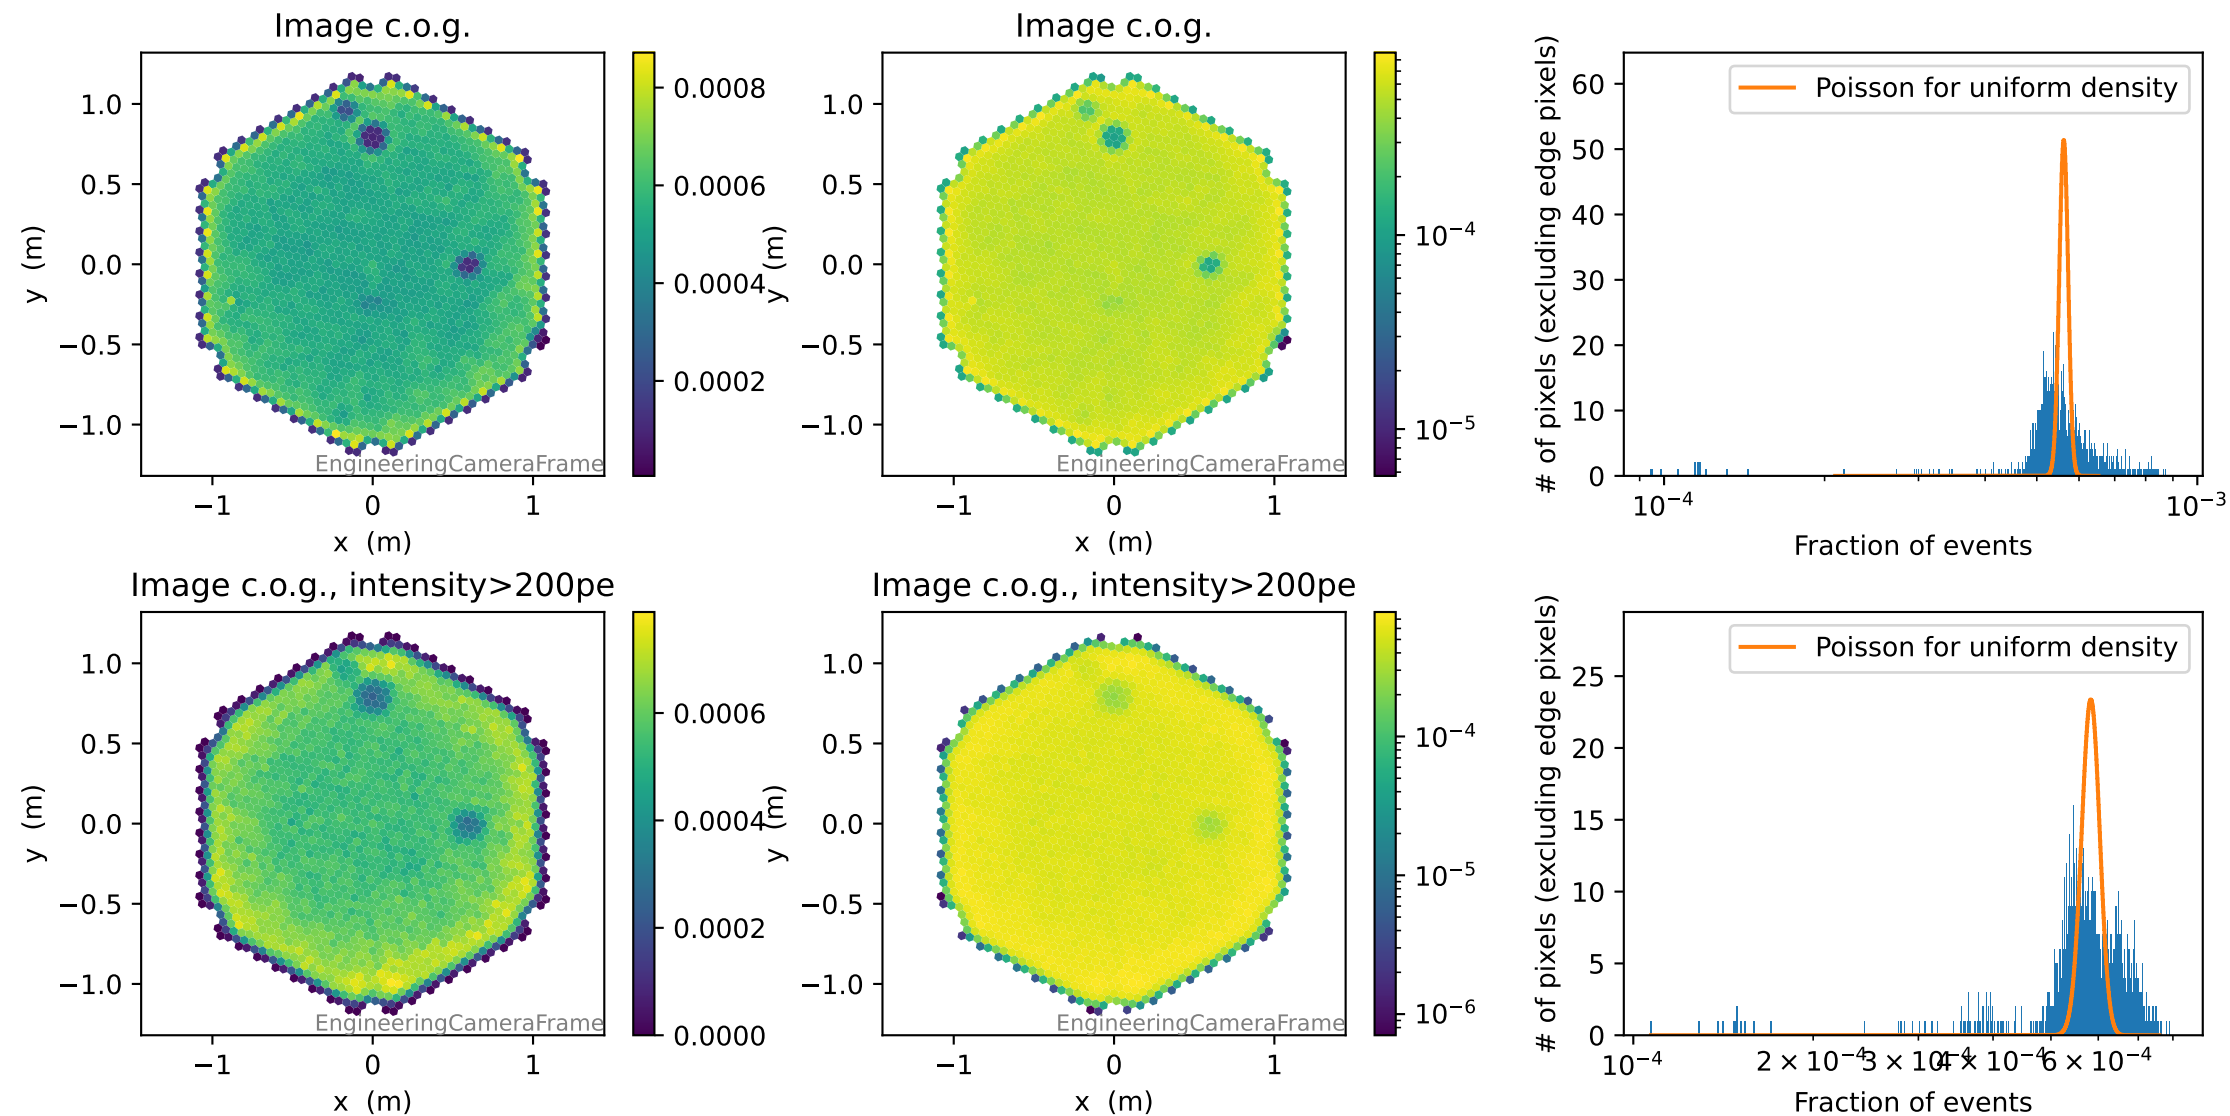 Image c.o.g.
1.0
0.5
0.0
−0.5
−1.0
y (m)
−1
0
1
x (m)
EngineeringCameraFrame
0.0008
0.0006
0.0004
0.0002
Image c.o.g.
1.0
0.5
0.0
−0.5
−1.0
y (m)
−1
0
1
x (m)
EngineeringCameraFrame
10⁻⁴
10⁻⁵
Poisson for uniform density
60
50
40
30
20
10
0
# of pixels (excluding edge pixels)
10⁻⁴
10⁻³
Fraction of events
Image c.o.g., intensity>200pe
1.0
0.5
0.0
−0.5
−1.0
y (m)
−1
0
1
x (m)
EngineeringCameraFrame
0.0006
0.0004
0.0002
0.0000
Image c.o.g., intensity>200pe
1.0
0.5
0.0
−0.5
−1.0
y (m)
−1
0
1
x (m)
EngineeringCameraFrame
10⁻⁴
10⁻⁵
10⁻⁶
Poisson for uniform density
25
20
15
10
5
0
# of pixels (excluding edge pixels)
10⁻⁴
2 × 10⁻⁴
3 × 10⁻⁴
4 × 10⁻⁴
6 × 10⁻⁴
Fraction of events